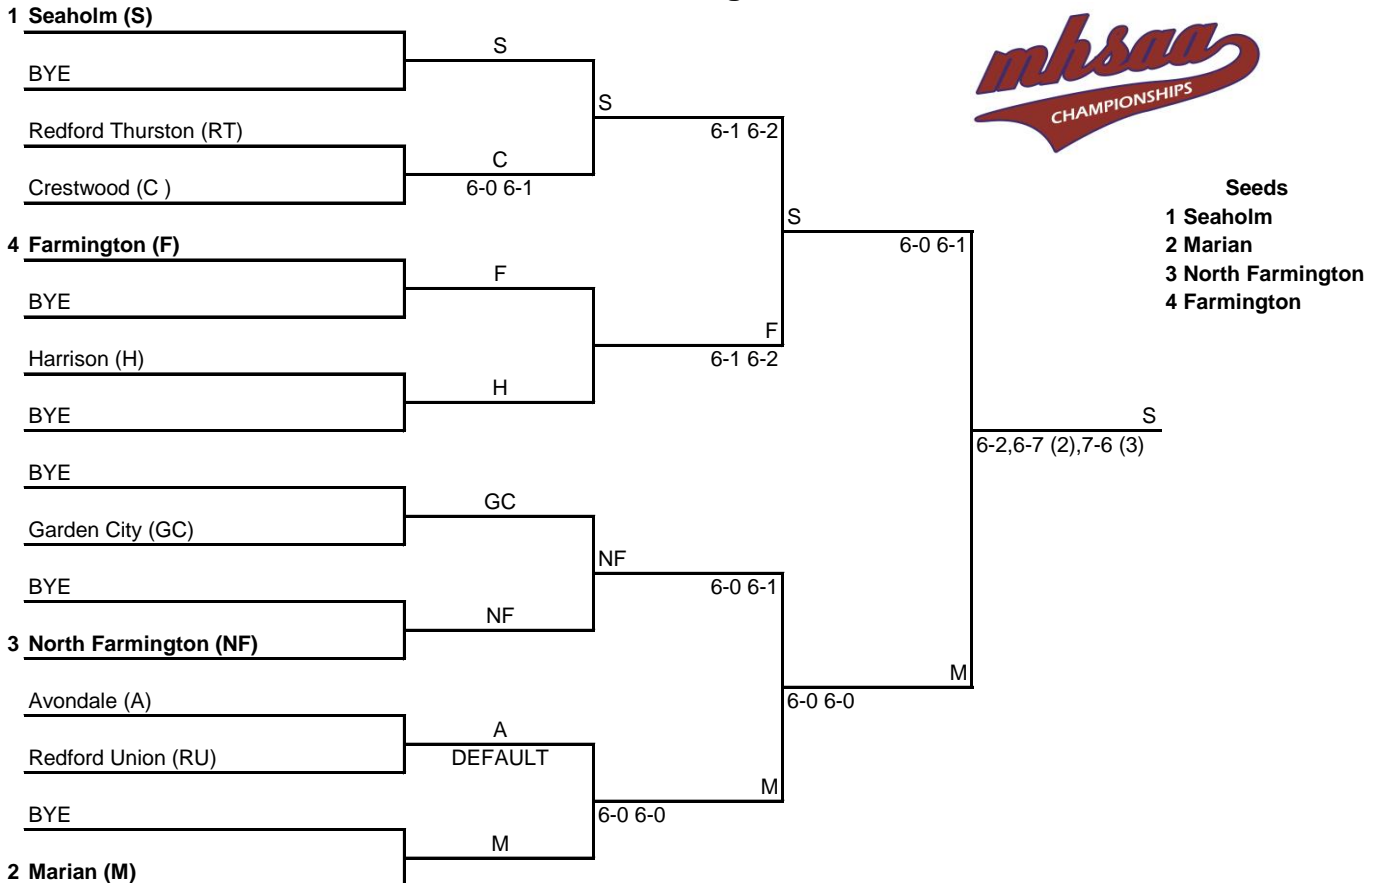 1 Seaholm (S)
S
BYE
S
6-1 6-2
Redford Thurston (RT)
C
Crestwood (C )
6-0 6-1
S
6-0 6-1
4 Farmington (F)
F
BYE
F
6-1 6-2
Harrison (H)
H
BYE
S
6-2,6-7 (2),7-6 (3)
BYE
GC
Garden City (GC)
NF
6-0 6-1
BYE
NF
3 North Farmington (NF)
M
6-0 6-0
Avondale (A)
A
Redford Union (RU)
DEFAULT
M
6-0 6-0
BYE
M
2 Marian (M)
mhsaa
CHAMPIONSHIPS
Seeds
1 Seaholm
2 Marian
3 North Farmington
4 Farmington